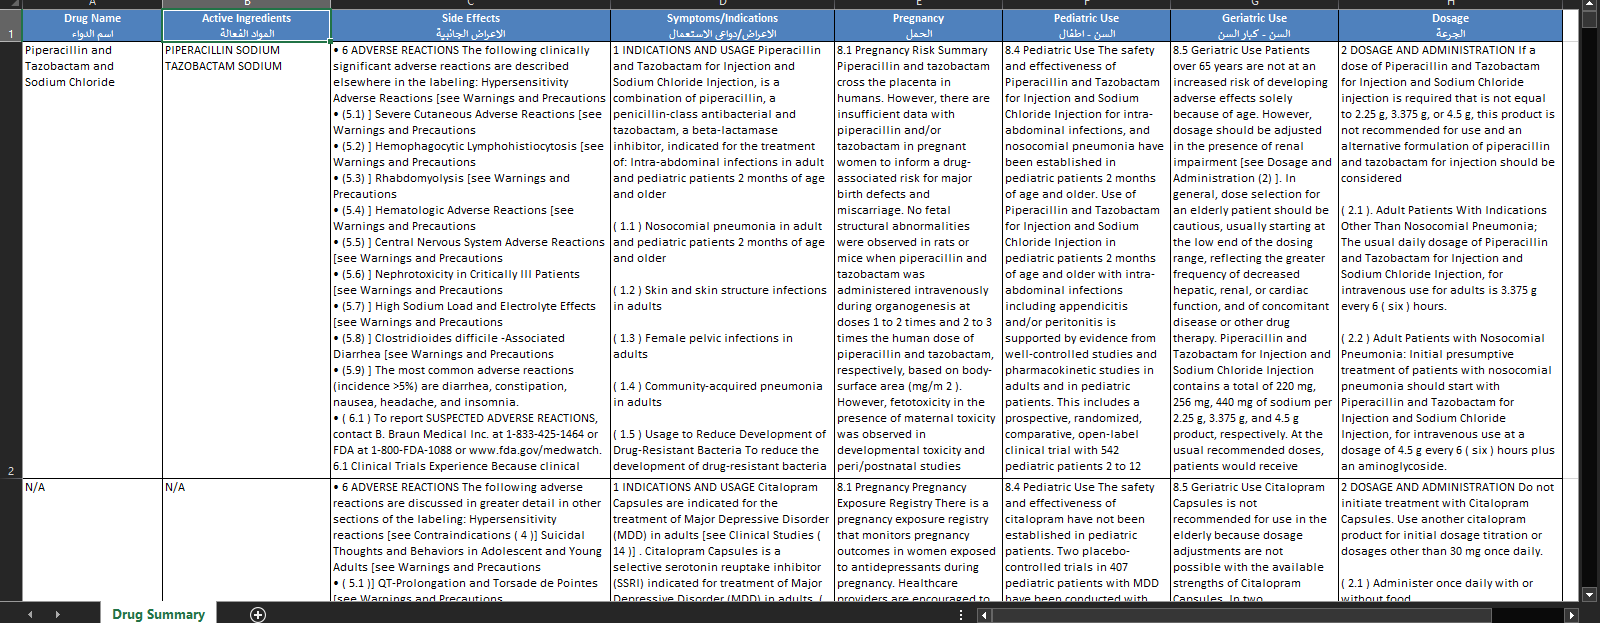 A B C D E F G H
1
Drug Name
اسم الدواء
Active Ingredients
المواد الفعالة
Side Effects
الاعراض الجانبية
Symptoms/Indications
الاعراض/دواعي الاستعمال
Pregnancy
الحمل
Pediatric Use
السن - اطفال
Geriatric Use
السن - كبار السن
Dosage
الجرعة
2
Piperacillin and
Tazobactam and
Sodium Chloride
PIPERACILLIN SODIUM
TAZOBACTAM SODIUM
• 6 ADVERSE REACTIONS The following clinically
significant adverse reactions are described
elsewhere in the labeling: Hypersensitivity
Adverse Reactions [see Warnings and Precautions
• (5.1) ] Severe Cutaneous Adverse Reactions [see
Warnings and Precautions
• (5.2) ] Hemophagocytic Lymphohistiocytosis [see
Warnings and Precautions
• (5.3) ] Rhabdomyolysis [see Warnings and
Precautions
• (5.4) ] Hematologic Adverse Reactions [see
Warnings and Precautions
• (5.5) ] Central Nervous System Adverse Reactions
[see Warnings and Precautions
• (5.6) ] Nephrotoxicity in Critically Ill Patients
[see Warnings and Precautions
• (5.7) ] High Sodium Load and Electrolyte Effects
[see Warnings and Precautions
• (5.8) ] Clostridioides difficile -Associated
Diarrhea [see Warnings and Precautions
• (5.9) ] The most common adverse reactions
(incidence >5%) are diarrhea, constipation,
nausea, headache, and insomnia.
• ( 6.1 ) To report SUSPECTED ADVERSE REACTIONS,
contact B. Braun Medical Inc. at 1-833-425-1464 or
FDA at 1-800-FDA-1088 or www.fda.gov/medwatch.
6.1 Clinical Trials Experience Because clinical
1 INDICATIONS AND USAGE Piperacillin
and Tazobactam for Injection and
Sodium Chloride Injection, is a
combination of piperacillin, a
penicillin-class antibacterial and
tazobactam, a beta-lactamase
inhibitor, indicated for the treatment
of: Intra-abdominal infections in adult
and pediatric patients 2 months of age
and older
( 1.1 ) Nosocomial pneumonia in adult
and pediatric patients 2 months of age
and older
( 1.2 ) Skin and skin structure infections
in adults
( 1.3 ) Female pelvic infections in
adults
( 1.4 ) Community-acquired pneumonia
in adults
( 1.5 ) Usage to Reduce Development of
Drug-Resistant Bacteria To reduce the
development of drug-resistant bacteria
8.1 Pregnancy Risk Summary
Piperacillin and tazobactam
cross the placenta in
humans. However, there are
insufficient data with
piperacillin and/or
tazobactam in pregnant
women to inform a drug-
associated risk for major
birth defects and
miscarriage. No fetal
structural abnormalities
were observed in rats or
mice when piperacillin and
tazobactam was
administered intravenously
during organogenesis at
doses 1 to 2 times and 2 to 3
times the human dose of
piperacillin and tazobactam,
respectively, based on body-
surface area (mg/m 2 ).
However, fetotoxicity in the
presence of maternal toxicity
was observed in
developmental toxicity and
peri/postnatal studies
8.4 Pediatric Use The safety
and effectiveness of
Piperacillin and Tazobactam
for Injection and Sodium
Chloride Injection for intra-
abdominal infections, and
nosocomial pneumonia have
been established in
pediatric patients 2 months
of age and older. Use of
Piperacillin and Tazobactam
for Injection and Sodium
Chloride Injection in
pediatric patients 2 months
of age and older with intra-
abdominal infections
including appendicitis
and/or peritonitis is
supported by evidence from
well-controlled studies and
pharmacokinetic studies in
adults and in pediatric
patients. This includes a
prospective, randomized,
comparative, open-label
clinical trial with 542
pediatric patients 2 to 12
8.5 Geriatric Use Patients
over 65 years are not at an
increased risk of developing
adverse effects solely
because of age. However,
dosage should be adjusted
in the presence of renal
impairment [see Dosage and
Administration (2) ]. In
general, dose selection for
an elderly patient should be
cautious, usually starting at
the low end of the dosing
range, reflecting the greater
frequency of decreased
hepatic, renal, or cardiac
function, and of concomitant
disease or other drug
therapy. Piperacillin and
Tazobactam for Injection and
Sodium Chloride Injection
contains a total of 220 mg,
256 mg, 440 mg of sodium per
2.25 g, 3.375 g, and 4.5 g
product, respectively. At the
usual recommended doses,
patients would receive
2 DOSAGE AND ADMINISTRATION If a
dose of Piperacillin and Tazobactam
for Injection and Sodium Chloride
injection is required that is not equal
to 2.25 g, 3.375 g, or 4.5 g, this product is
not recommended for use and an
alternative formulation of piperacillin
and tazobactam for injection should be
considered
( 2.1 ). Adult Patients With Indications
Other Than Nosocomial Pneumonia;
The usual daily dosage of Piperacillin
and Tazobactam for Injection and
Sodium Chloride Injection, for
intravenous use for adults is 3.375 g
every 6 ( six ) hours.
( 2.2 ) Adult Patients with Nosocomial
Pneumonia: Initial presumptive
treatment of patients with nosocomial
pneumonia should start with
Piperacillin and Tazobactam for
Injection and Sodium Chloride
Injection, for intravenous use at a
dosage of 4.5 g every 6 ( six ) hours plus
an aminoglycoside.
N/A
N/A
• 6 ADVERSE REACTIONS The following adverse
reactions are discussed in greater detail in other
sections of the labeling: Hypersensitivity
reactions [see Contraindications ( 4 )] Suicidal
Thoughts and Behaviors in Adolescent and Young
Adults [see Warnings and Precautions
• ( 5.1 )] QT-Prolongation and Torsade de Pointes
[see Warnings and Precautions
1 INDICATIONS AND USAGE Citalopram
Capsules are indicated for the
treatment of Major Depressive Disorder
(MDD) in adults [see Clinical Studies (
14 )] . Citalopram Capsules is a
selective serotonin reuptake inhibitor
(SSRI) indicated for treatment of Major
Depressive Disorder (MDD) in adults. (
8.1 Pregnancy Pregnancy
Exposure Registry There is a
pregnancy exposure registry
that monitors pregnancy
outcomes in women exposed
to antidepressants during
pregnancy. Healthcare
providers are encouraged to
8.4 Pediatric Use The safety
and effectiveness of
citalopram have not been
established in pediatric
patients. Two placebo-
controlled trials in 407
pediatric patients with MDD
have been conducted with
8.5 Geriatric Use Citalopram
Capsules is not
recommended for use in the
elderly because dosage
adjustments are not
possible with the available
strengths of Citalopram
Capsules. In two
2 DOSAGE AND ADMINISTRATION Do not
initiate treatment with Citalopram
Capsules. Use another citalopram
product for initial dosage titration or
dosages other than 30 mg once daily.
( 2.1 ) Administer once daily with or
without food.
Drug Summary